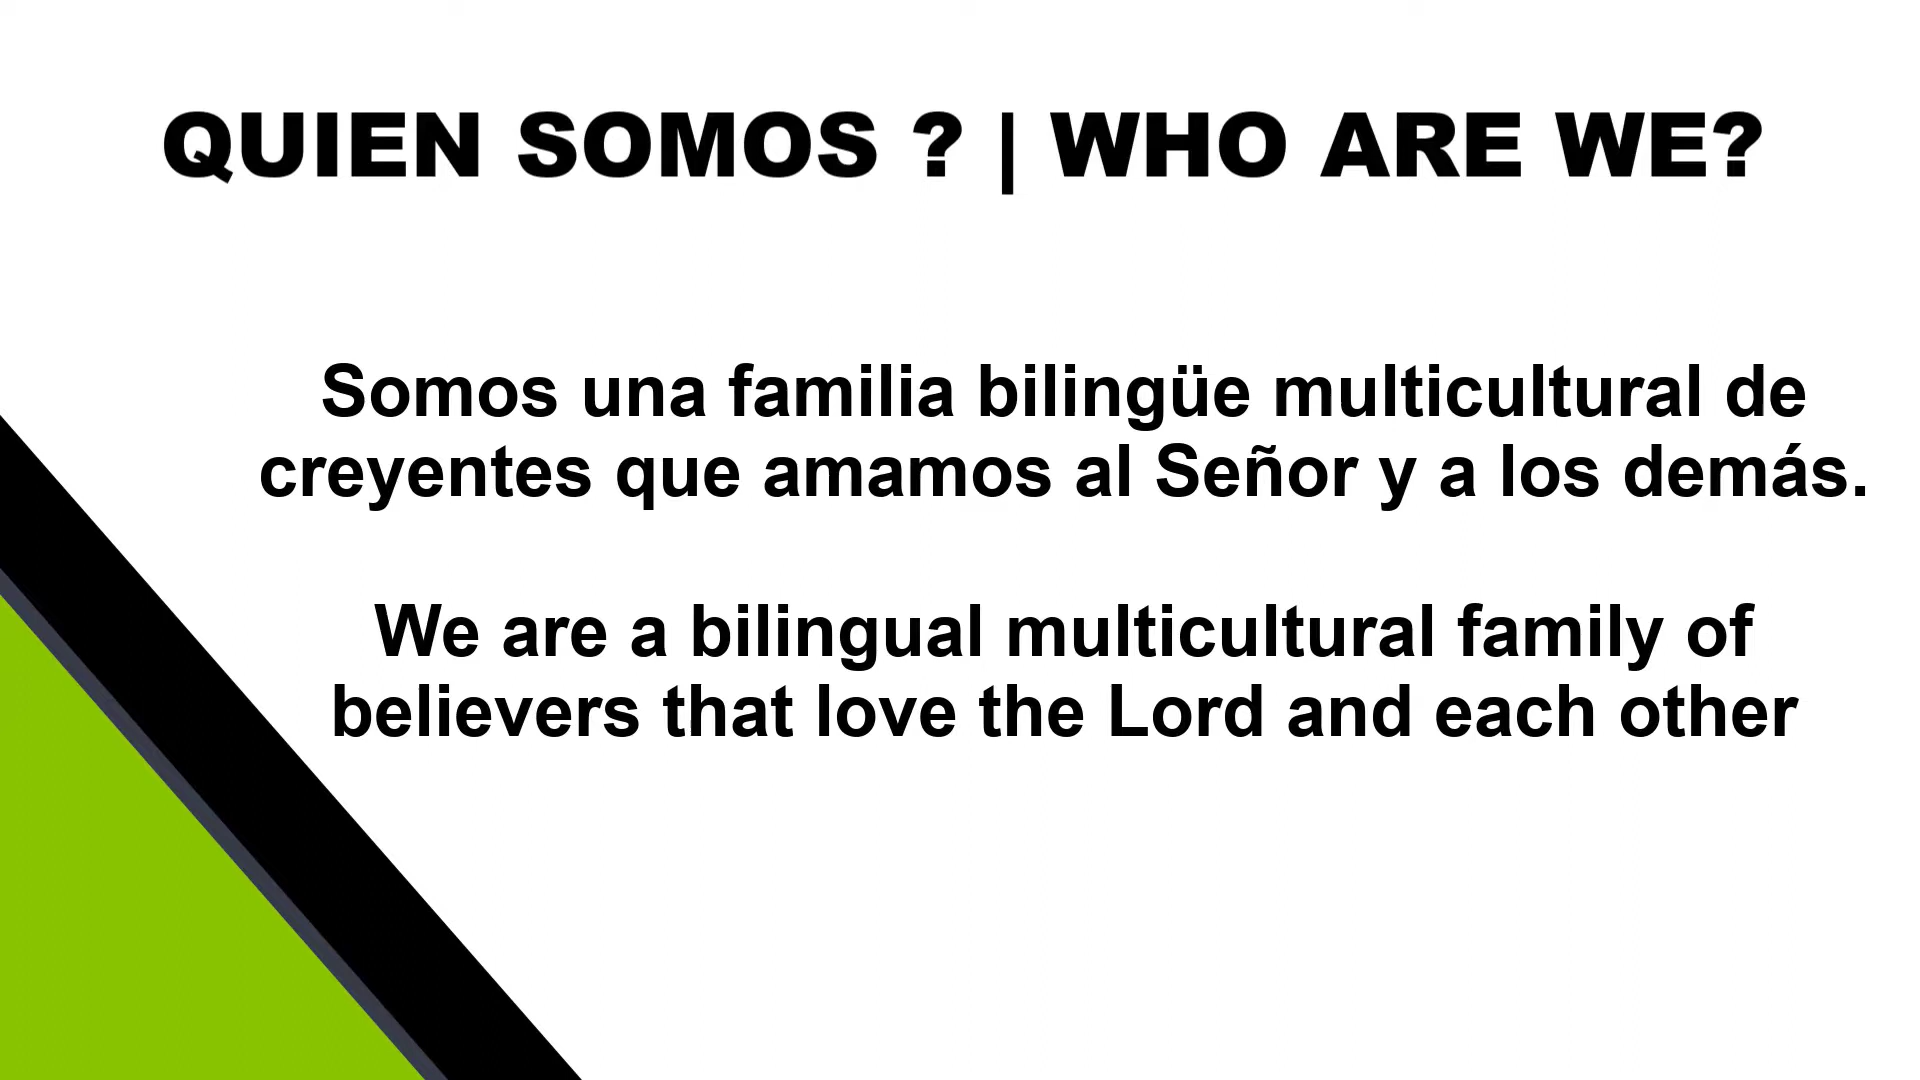 QUIEN SOMOS ? | WHO ARE WE?
Somos una familia bilingüe multicultural de
creyentes que amamos al Señor y a los demás.
We are a bilingual multicultural family of
believers that love the Lord and each other